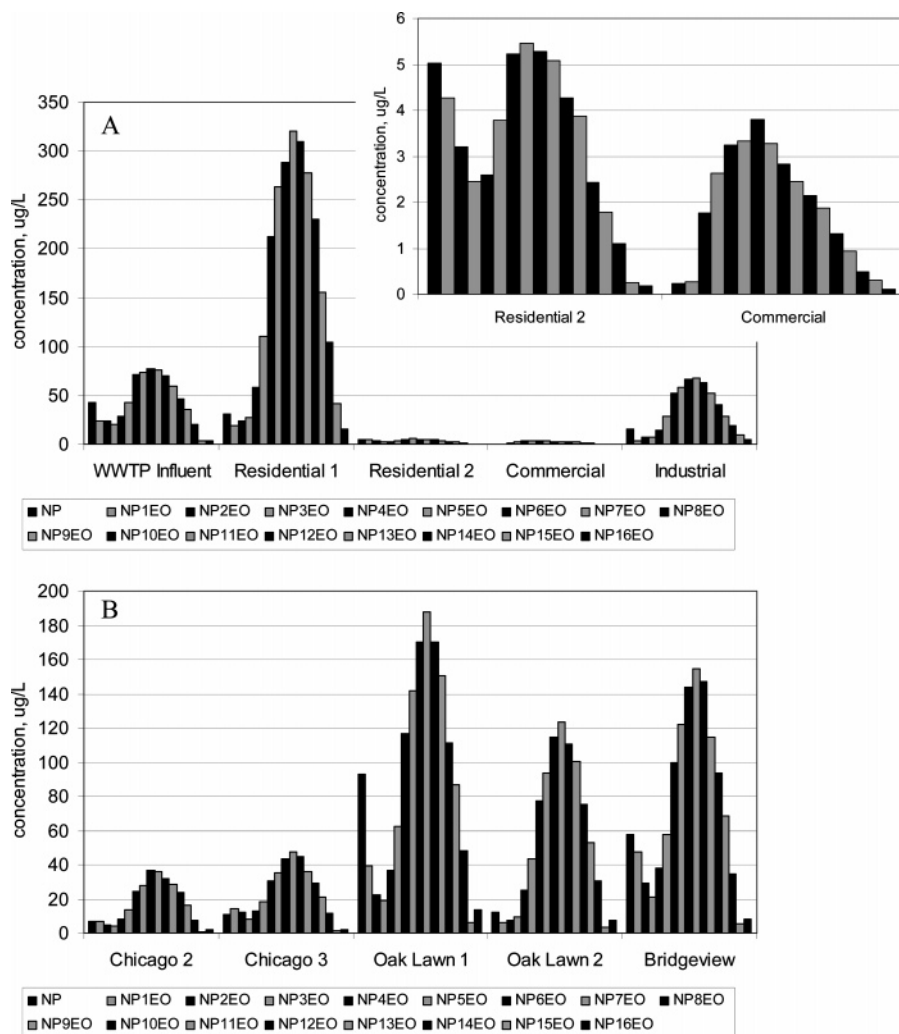 6
5
4
3
2
1
0
concentration, ug/L
Residential 2 Commercial
A
350
300
250
200
150
100
50
0
concentration, ug/L
WWTP Influent Residential 1 Residential 2 Commercial Industrial
NP NP1EO NP2EO NP3EO NP4EO NP5EO NP6EO NP7EO NP8EO
NP9EO NP10EO NP11EO NP12EO NP13EO NP14EO NP15EO NP16EO
B
200
180
160
140
120
100
80
60
40
20
0
concentration, ug/L
Chicago 2 Chicago 3 Oak Lawn 1 Oak Lawn 2 Bridgeview
NP NP1EO NP2EO NP3EO NP4EO NP5EO NP6EO NP7EO NP8EO
NP9EO NP10EO NP11EO NP12EO NP13EO NP14EO NP15EO NP16EO